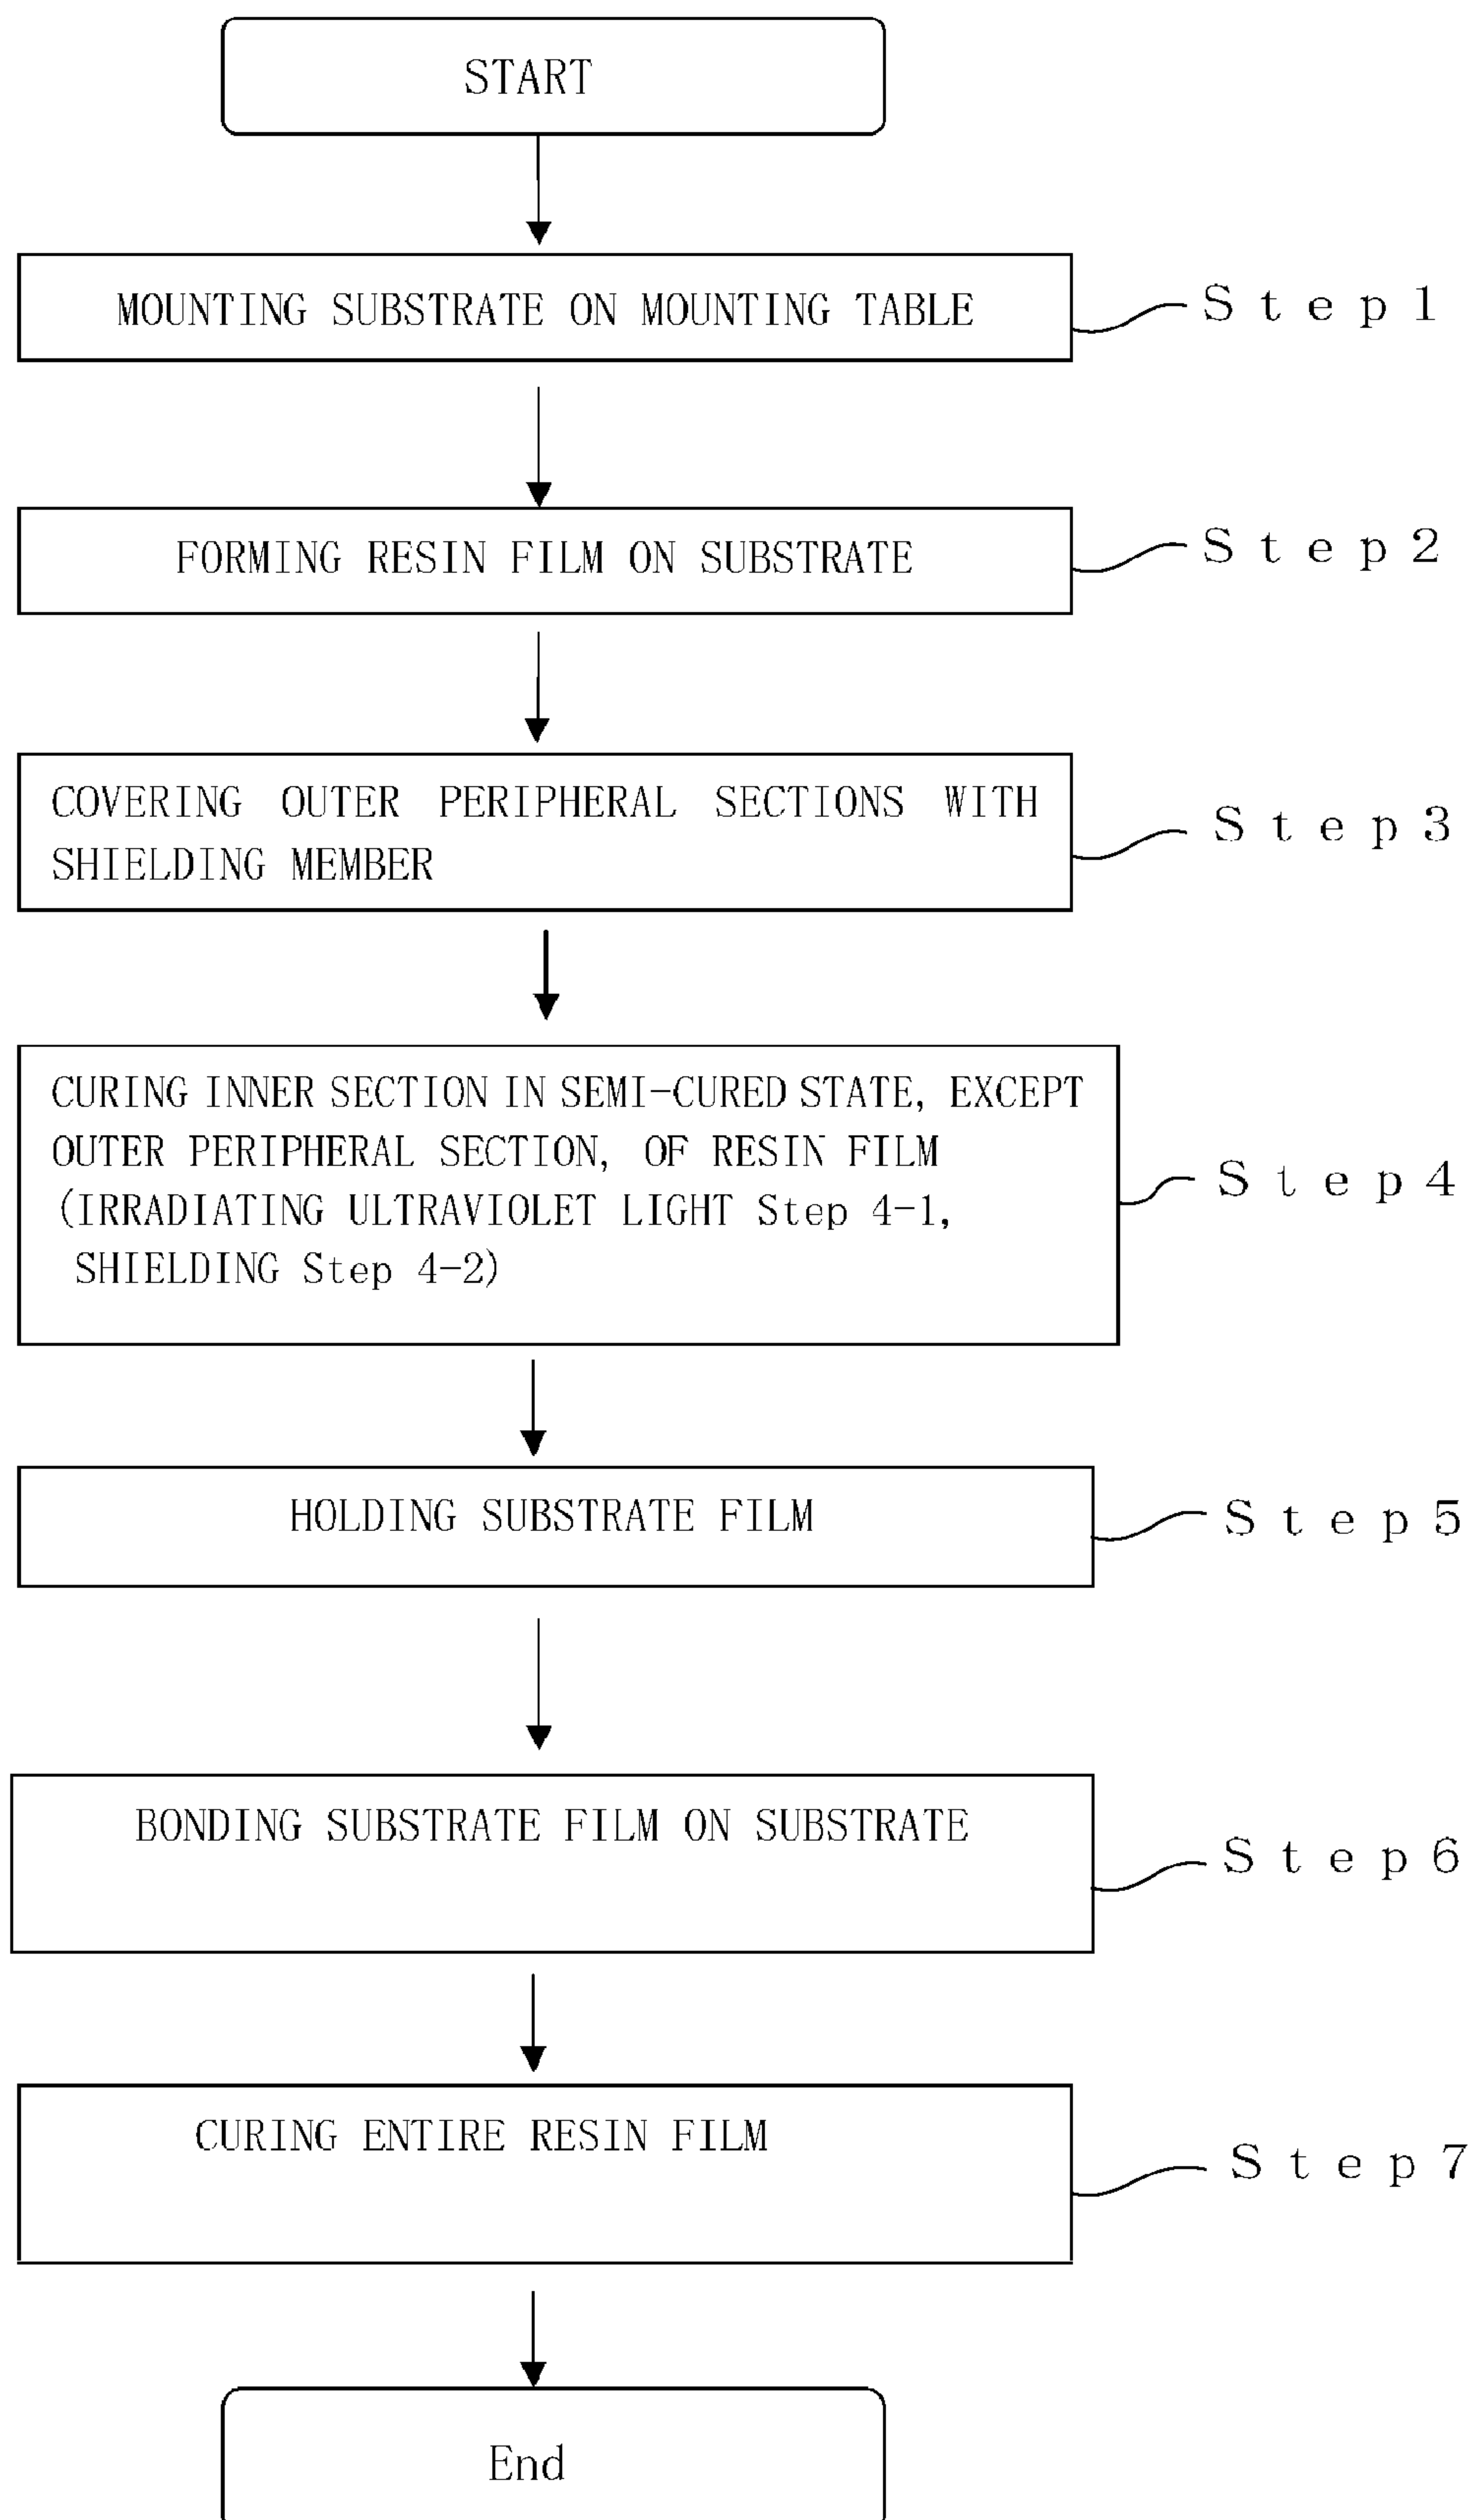 START
MOUNTING SUBSTRATE ON MOUNTING TABLE
Step1
FORMING RESIN FILM ON SUBSTRATE
Step2
COVERING OUTER PERIPHERAL SECTIONS WITH
SHIELDING MEMBER
Step3
CURING INNER SECTION IN SEMI-CURED STATE, EXCEPT
OUTER PERIPHERAL SECTION, OF RESIN FILM
(IRRADIATING ULTRAVIOLET LIGHT Step 4-1,
SHIELDING Step 4-2)
Step4
HOLDING SUBSTRATE FILM
Step5
BONDING SUBSTRATE FILM ON SUBSTRATE
Step6
CURING ENTIRE RESIN FILM
Step7
End